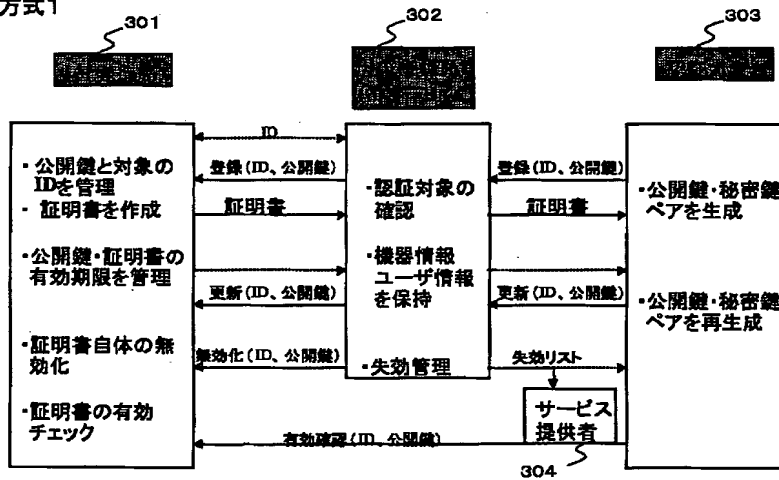 方式1
301
302
303
・公開鍵と対象の
IDを管理
・証明書を作成
・公開鍵・証明書の
有効期限を管理
・証明書自体の無
効化
・証明書の有効
チェック
ID
登録(ID、公開鍵)
証明書
更新(ID、公開鍵)
無効化(ID、公開鍵)
・認証対象の
確認
・機器情報
ユーザ情報
を保持
・失効管理
登録(ID、公開鍵)
証明書
更新(ID、公開鍵)
失効リスト
サービス
提供者
304
有効確認(ID、公開鍵)
・公開鍵・秘密鍵
ペアを生成
・公開鍵・秘密鍵
ペアを再生成